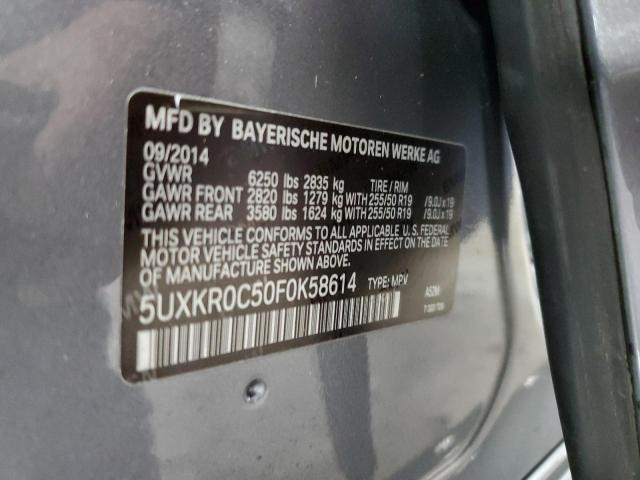 MFD BY BAYERISCHE MOTOREN WERKE AG
09/2014
GVWR 6250 lbs 2835 kg TIRE / RIM
GAWR FRONT 2820 lbs 1279 kg WITH 255/50 R19 /9.0J x 19
GAWR REAR 3580 lbs 1624 kg WITH 255/50 R19 /9.0J x 19
THIS VEHICLE CONFORMS TO ALL APPLICABLE U. S. FEDERAL
MOTOR VEHICLE SAFETY STANDARDS IN EFFECT ON THE DATE
OF MANUFACTURE SHOWN ABOVE.
5UXKR0C50F0K58614 TYPE: MPV